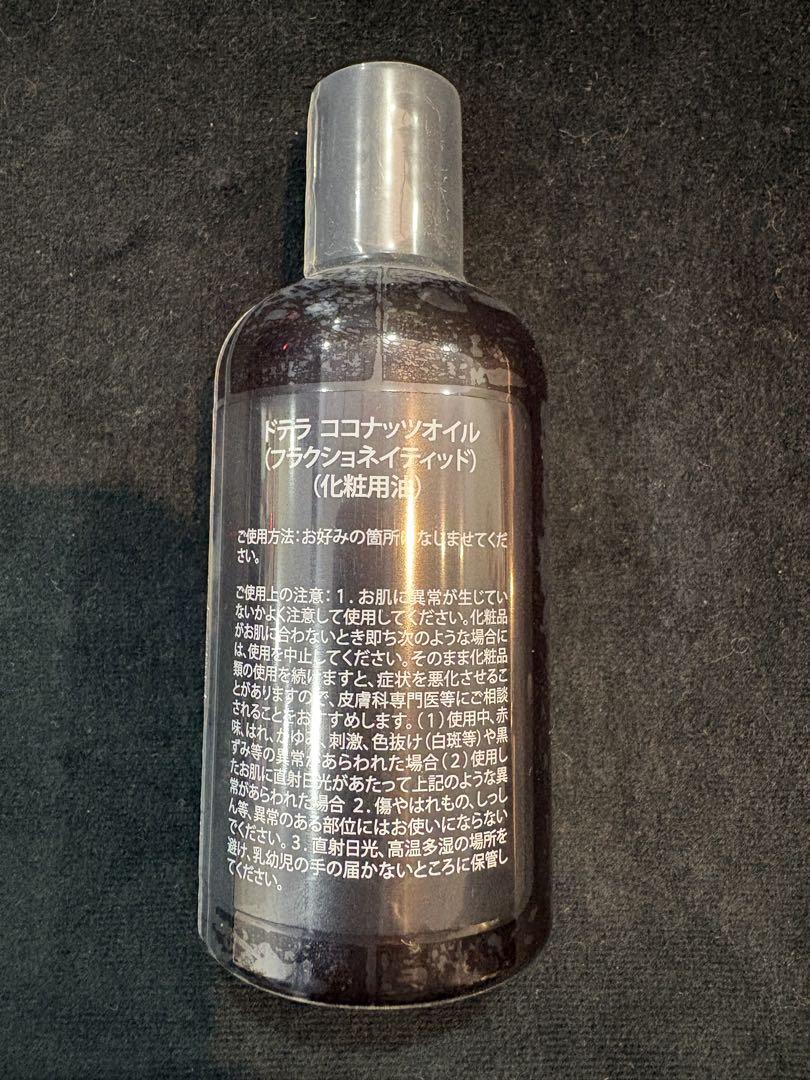 ドテラ ココナッツオイル
(フラクショネイティッド)
(化粧用油)
ご使用方法：お好みの箇所になじませてくだ
さい。
ご使用上の注意：1. お肌に異常が生じてい
ないかよく注意して使用してください。化粧品
がお肌に合わないとき即ち次のような場合に
は、使用を中止してください。そのまま化粧品
類の使用を続けますと、症状を悪化させるこ
とがありますので、皮膚科専門医等にご相談
されることをおすすめします。(1)使用中、赤
味、はれ、かゆみ、刺激、色抜け(白斑等)や黒
ずみ等の異常があらわれた場合(2)使用し
たお肌に直射日光があたって上記のような異
常があらわれた場合 2. 傷やはれもの、しっし
ん等、異常のある部位にはお使いにならない
でください。3. 直射日光、高温多湿の場所を
避け、乳幼児の手の届かないところに保管し
てください。